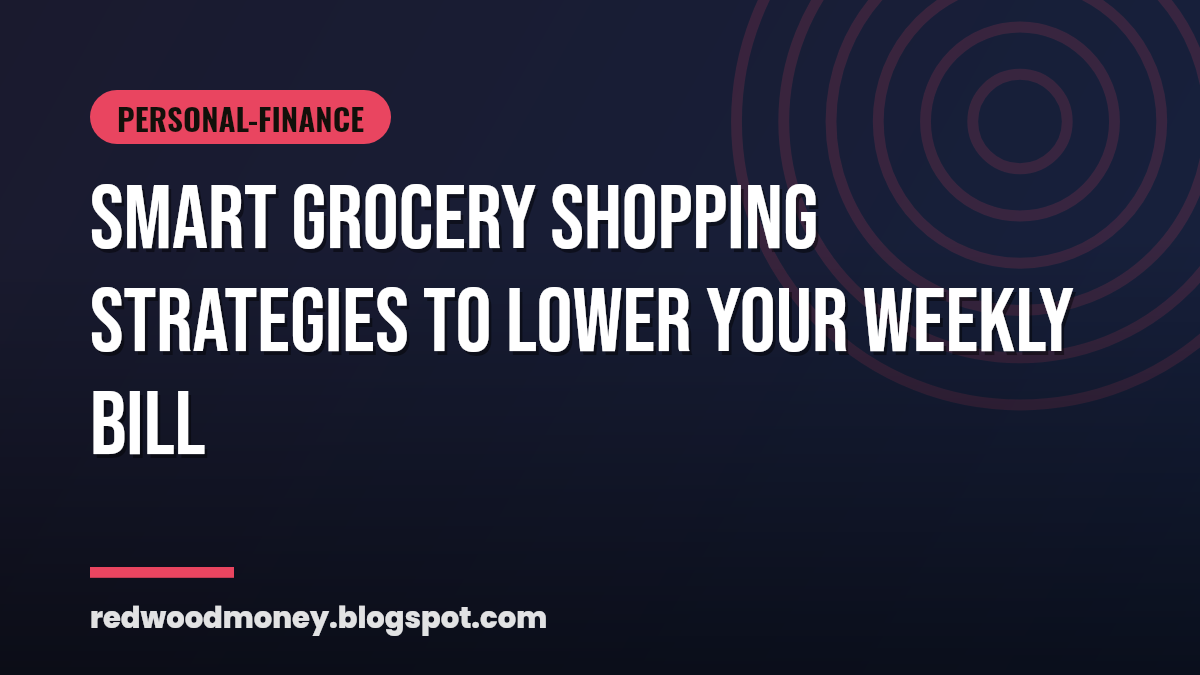 PERSONAL-FINANCE
SMART GROCERY SHOPPING
STRATEGIES TO LOWER YOUR WEEKLY
BILL
redwoodmoney.blogspot.com